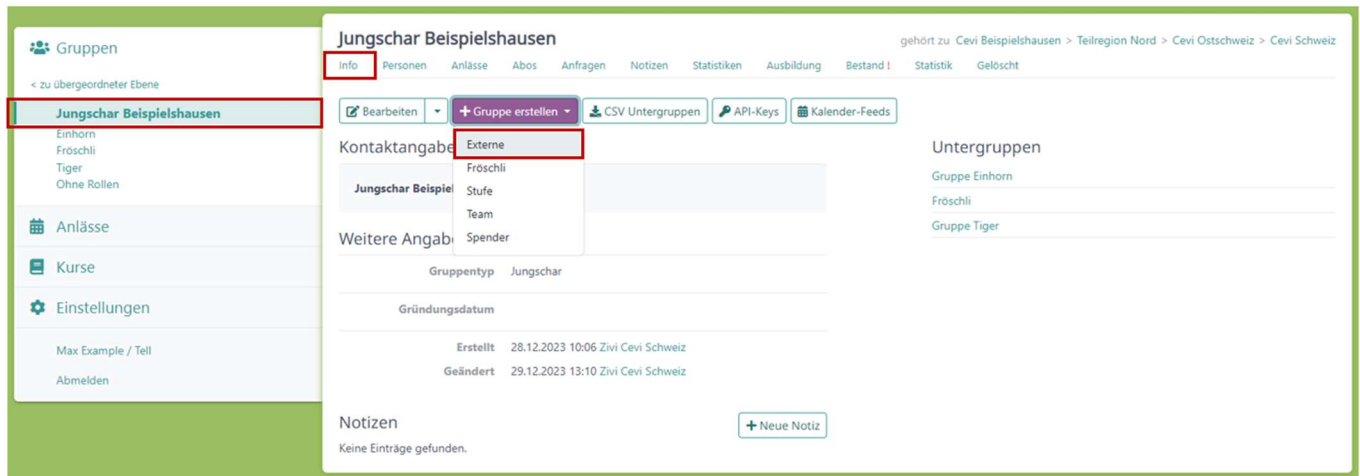 Gruppen
< zu übergeordneter Ebene
Jungschar Beispielshausen
Einhorn
Fröschli
Tiger
Ohne Rollen
Anlässe
Kurse
Einstellungen
Max Example / Tell
Abmelden
Jungschar Beispielshausen
gehört zu Cevi Beispielshausen > Teilregion Nord > Cevi Ostschweiz > Cevi Schweiz
Info Personen Anlässe Abos Anfragen Notizen Statistiken Ausbildung Bestand ! Statistik Gelöscht
Bearbeiten + Gruppe erstellen CSV Untergruppen API-Keys Kalender-Feeds
Externe
Fröschli
Stufe
Team
Spender
Kontaktangabe
Jungschar Beispiel
Weitere Angab
Gruppentyp Jungschar
Gründungsdatum
Erstellt 28.12.2023 10:06 Zivi Cevi Schweiz
Geändert 29.12.2023 13:10 Zivi Cevi Schweiz
Notizen
+ Neue Notiz
Keine Einträge gefunden.
Untergruppen
Gruppe Einhorn
Fröschli
Gruppe Tiger